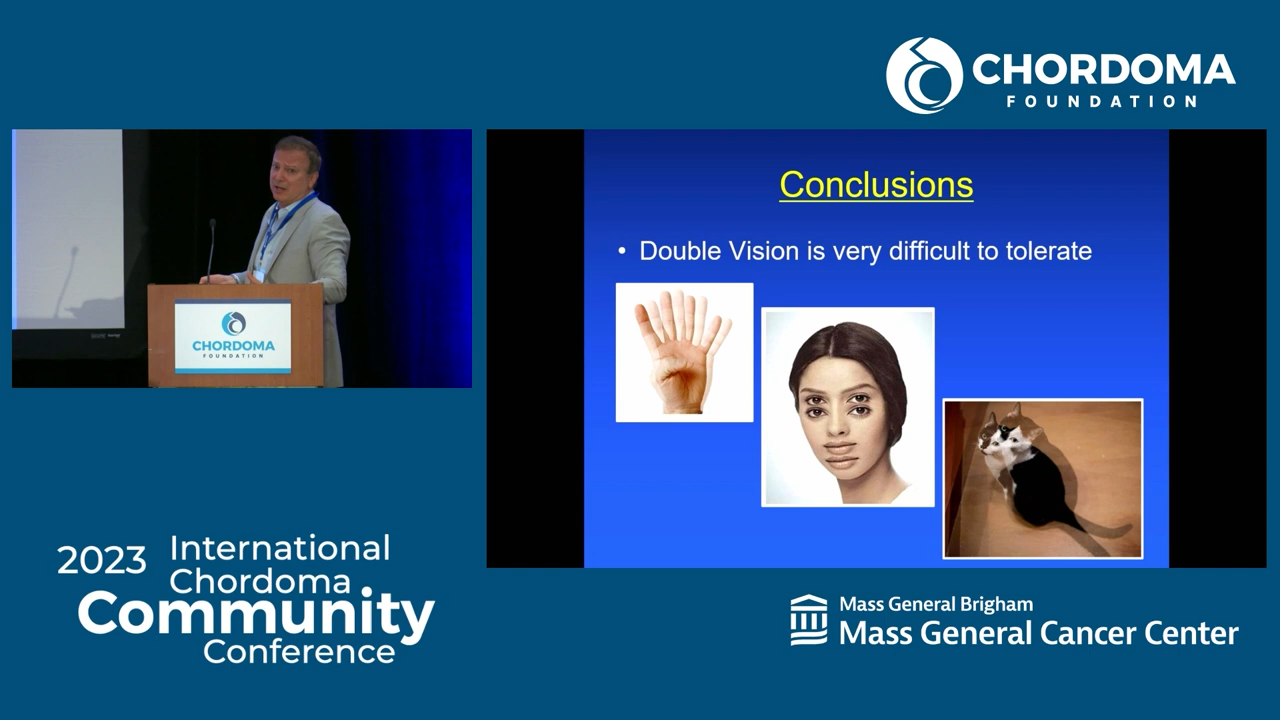 CHORDOMA
FOUNDATION
Conclusions
• Double Vision is very difficult to tolerate
CHORDOMA
FOUNDATION
2023 International
Chordoma
Community
Conference
Mass General Brigham
Mass General Cancer Center